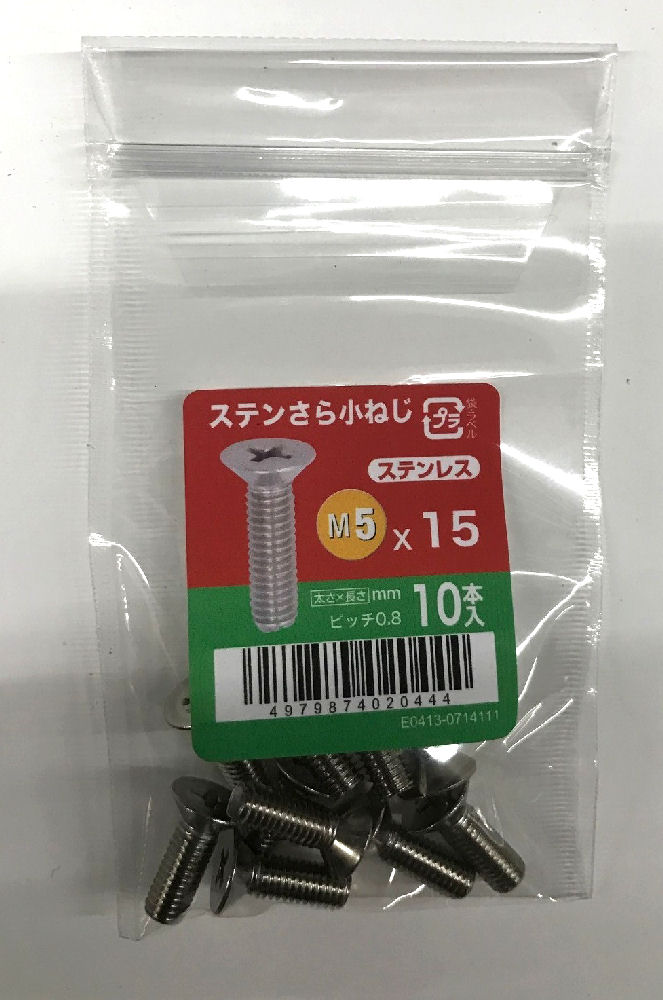 ステンさら小ねじ
プラ
袋,ラベル
ステンレス
M5 x 15
太さ×長さ mm
ピッチ0.8
10本入
4979874020444
E0413-0714111